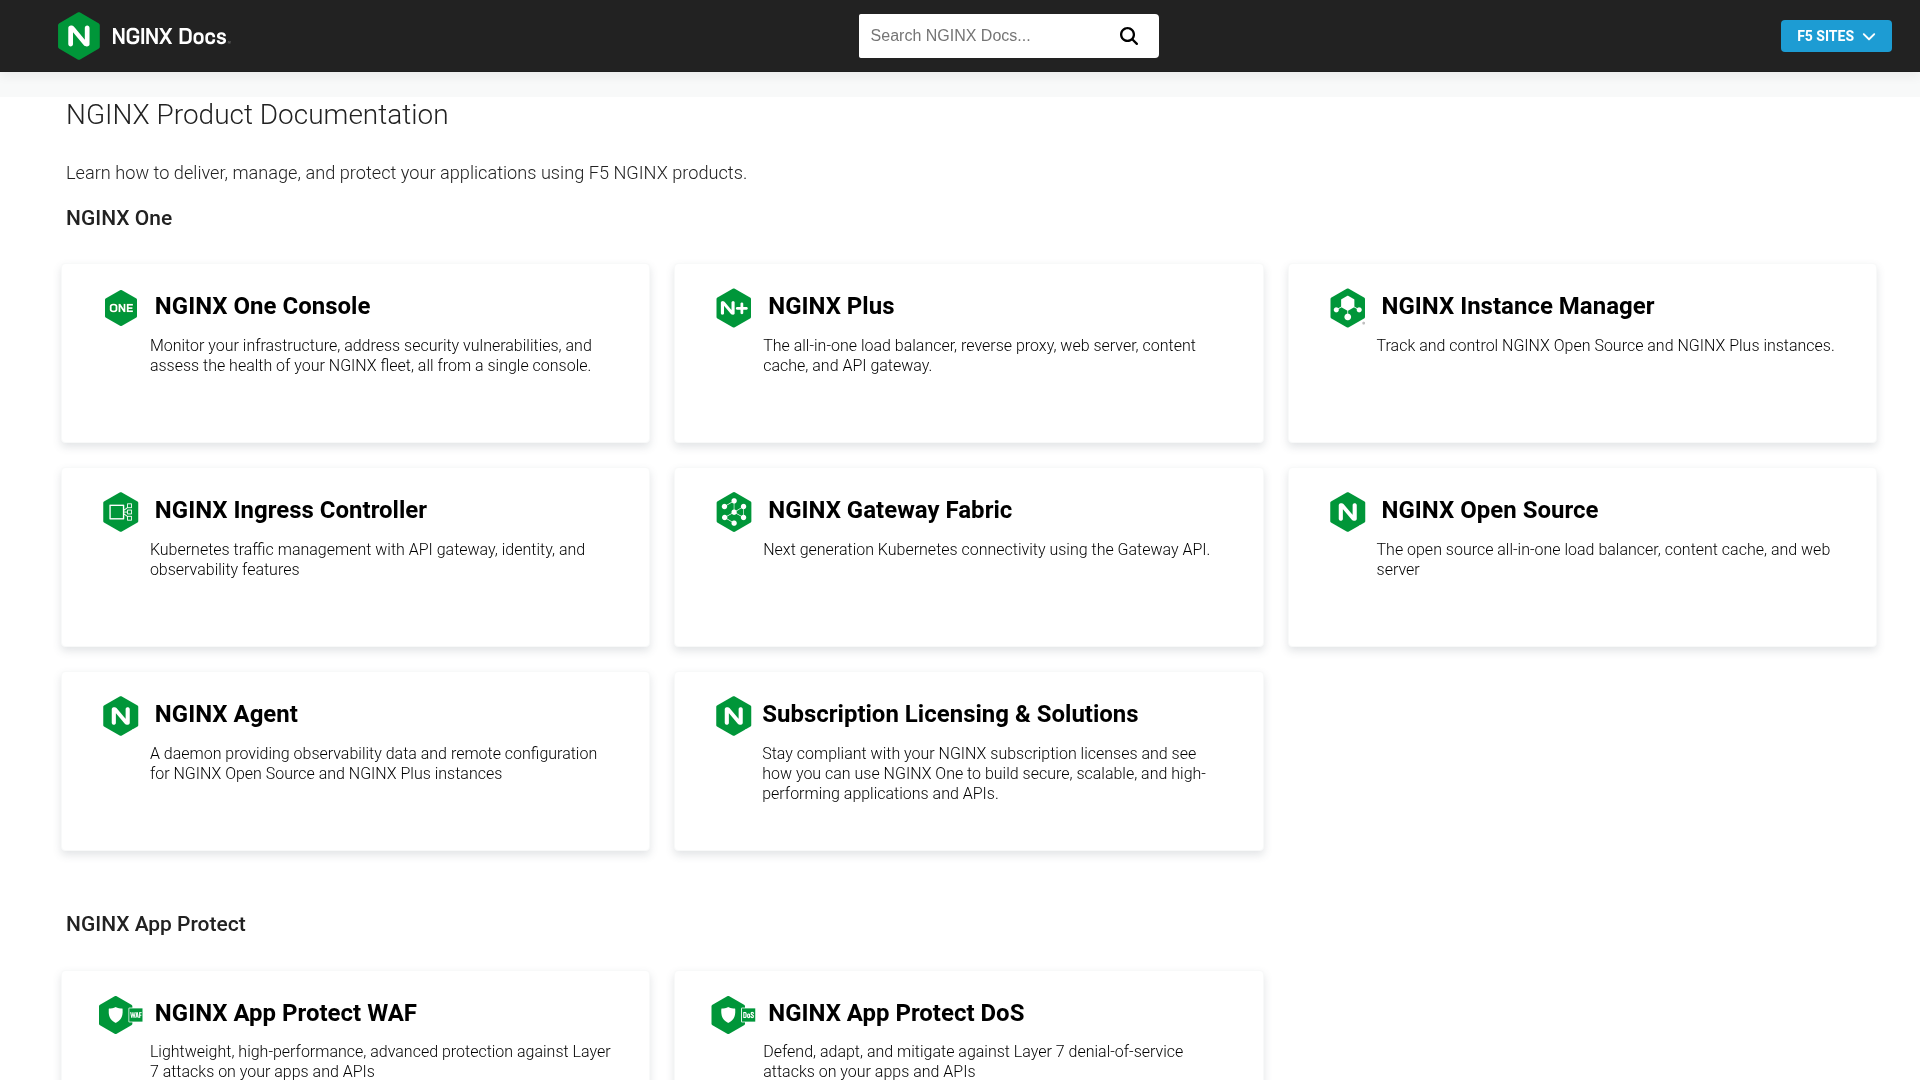 NGINX Docs
Search NGINX Docs...
F5 SITES
NGINX Product Documentation
Learn how to deliver, manage, and protect your applications using F5 NGINX products.
NGINX One
ONE
NGINX One Console
Monitor your infrastructure, address security vulnerabilities, and
assess the health of your NGINX fleet, all from a single console.
N+
NGINX Plus
The all-in-one load balancer, reverse proxy, web server, content
cache, and API gateway.
NGINX Instance Manager
Track and control NGINX Open Source and NGINX Plus instances.
NGINX Ingress Controller
Kubernetes traffic management with API gateway, identity, and
observability features
NGINX Gateway Fabric
Next generation Kubernetes connectivity using the Gateway API.
N
NGINX Open Source
The open source all-in-one load balancer, content cache, and web
server
N
NGINX Agent
A daemon providing observability data and remote configuration
for NGINX Open Source and NGINX Plus instances
N
Subscription Licensing & Solutions
Stay compliant with your NGINX subscription licenses and see
how you can use NGINX One to build secure, scalable, and high-
performing applications and APIs.
NGINX App Protect
WAF
NGINX App Protect WAF
Lightweight, high-performance, advanced protection against Layer
7 attacks on your apps and APIs
DoS
NGINX App Protect DoS
Defend, adapt, and mitigate against Layer 7 denial-of-service
attacks on your apps and APIs